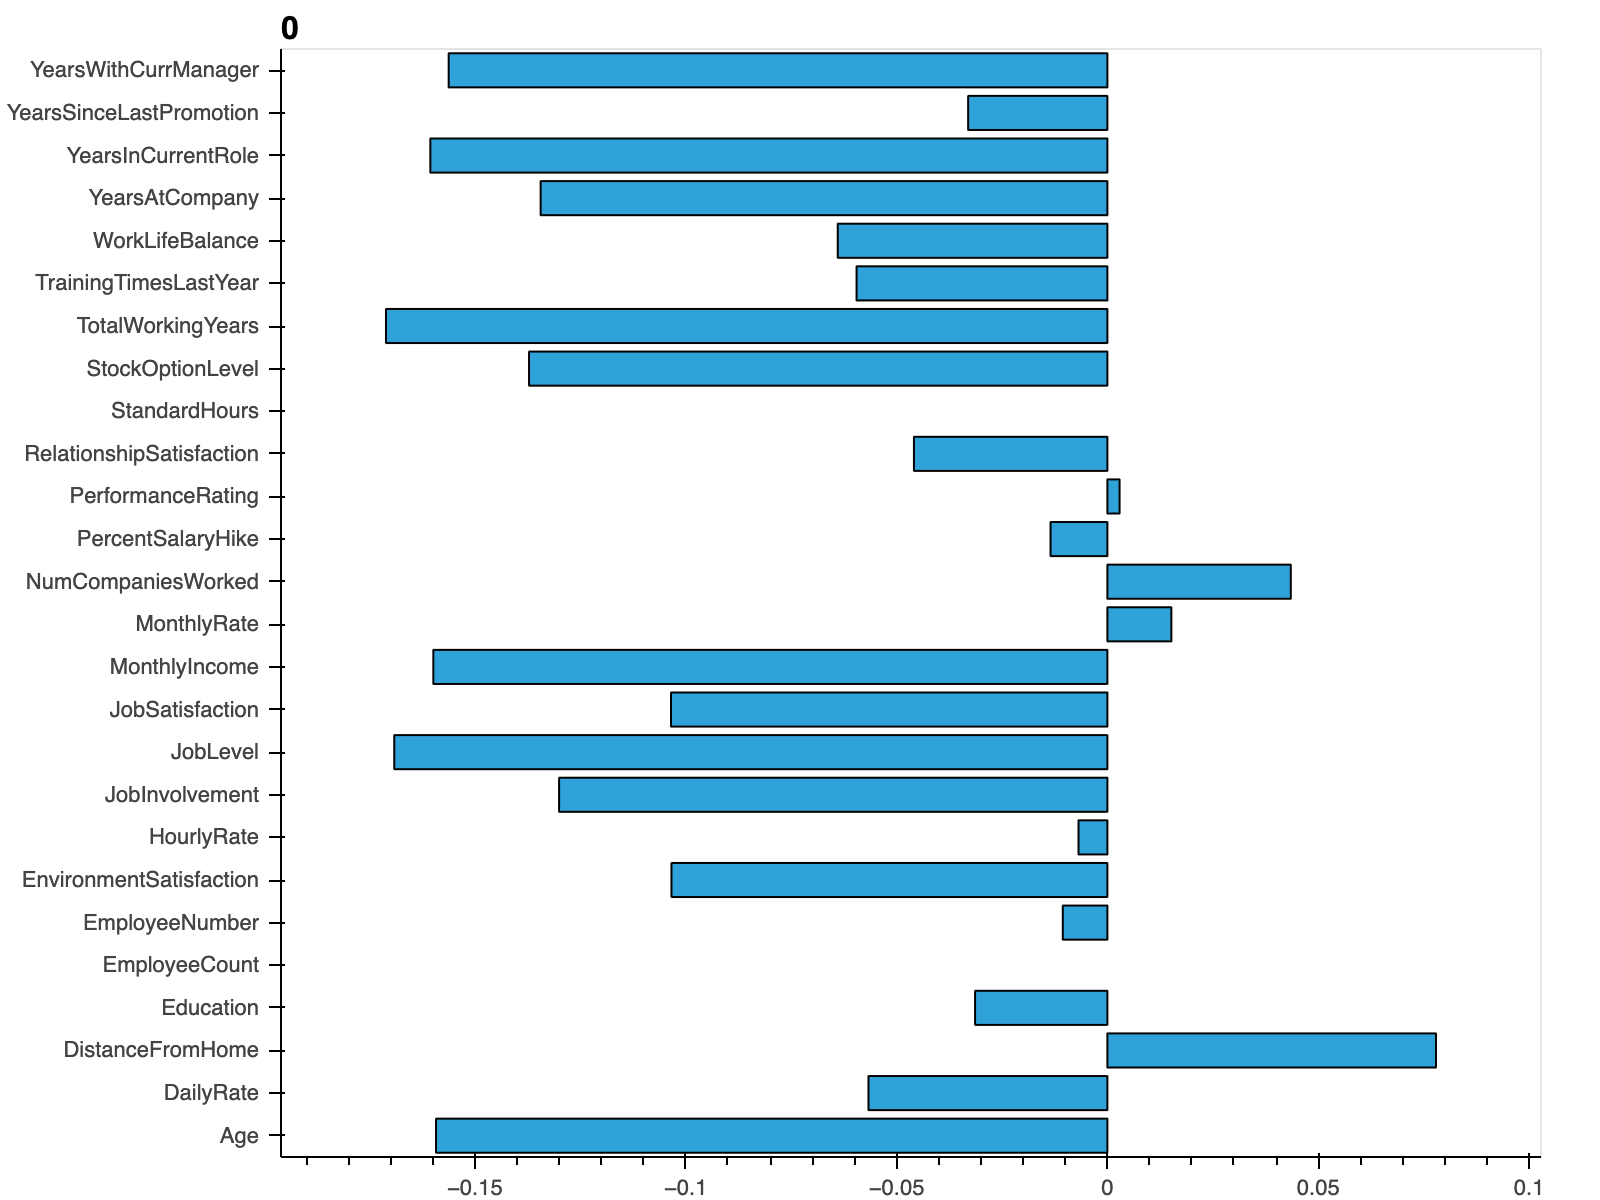 0
YearsWithCurrManager
YearsSinceLastPromotion
YearsInCurrentRole
YearsAtCompany
WorkLifeBalance
TrainingTimesLastYear
TotalWorkingYears
StockOptionLevel
StandardHours
RelationshipSatisfaction
PerformanceRating
PercentSalaryHike
NumCompaniesWorked
MonthlyRate
MonthlyIncome
JobSatisfaction
JobLevel
JobInvolvement
HourlyRate
EnvironmentSatisfaction
EmployeeNumber
EmployeeCount
Education
DistanceFromHome
DailyRate
Age
−0.15 −0.1 −0.05 0 0.05 0.1